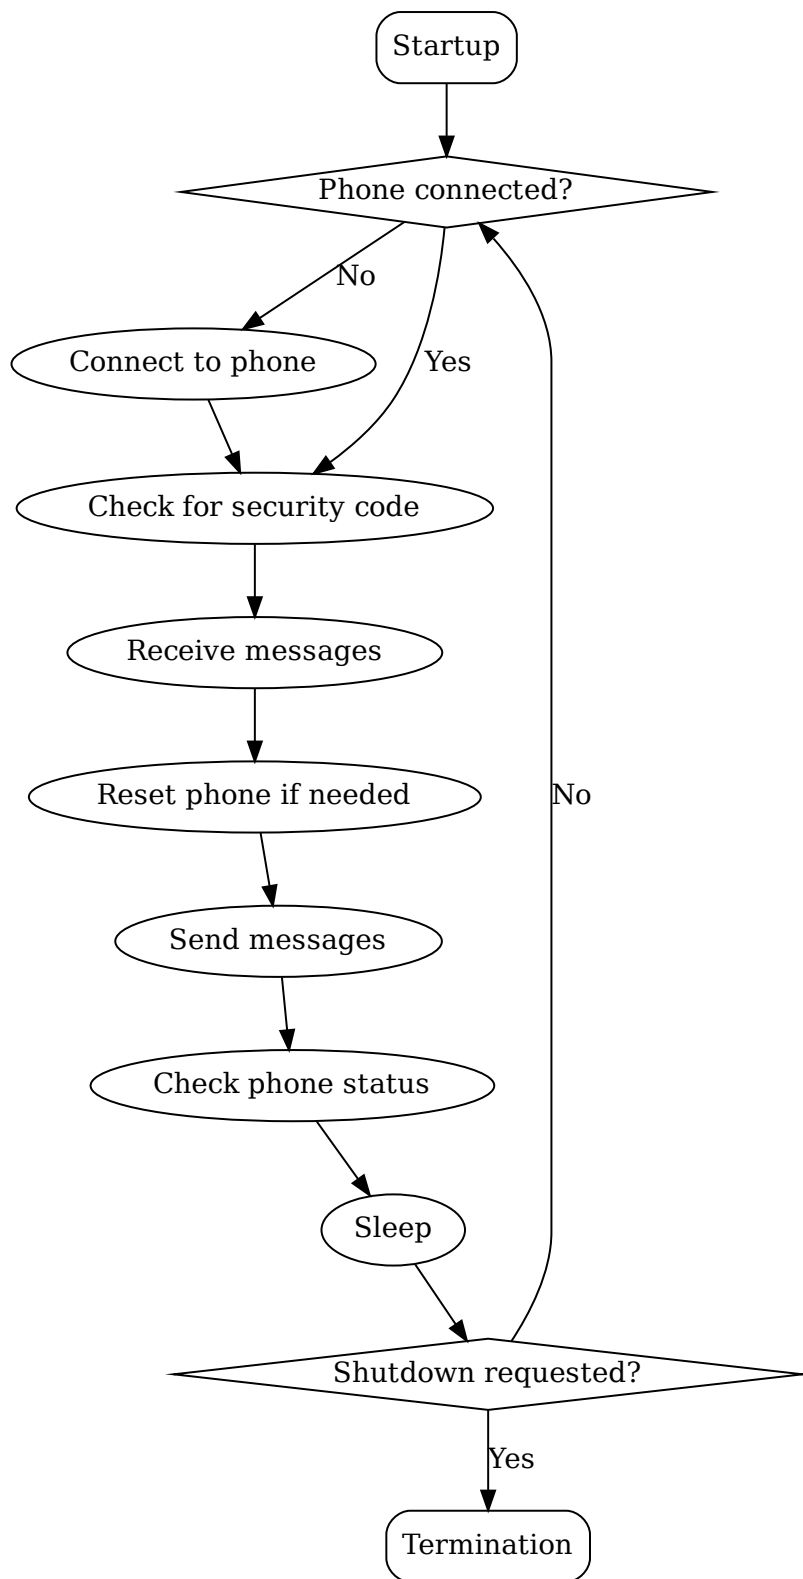 Startup
Phone connected?
No
Connect to phone
Yes
Check for security code
Receive messages
Reset phone if needed
No
Send messages
Check phone status
Sleep
Shutdown requested?
Yes
Termination